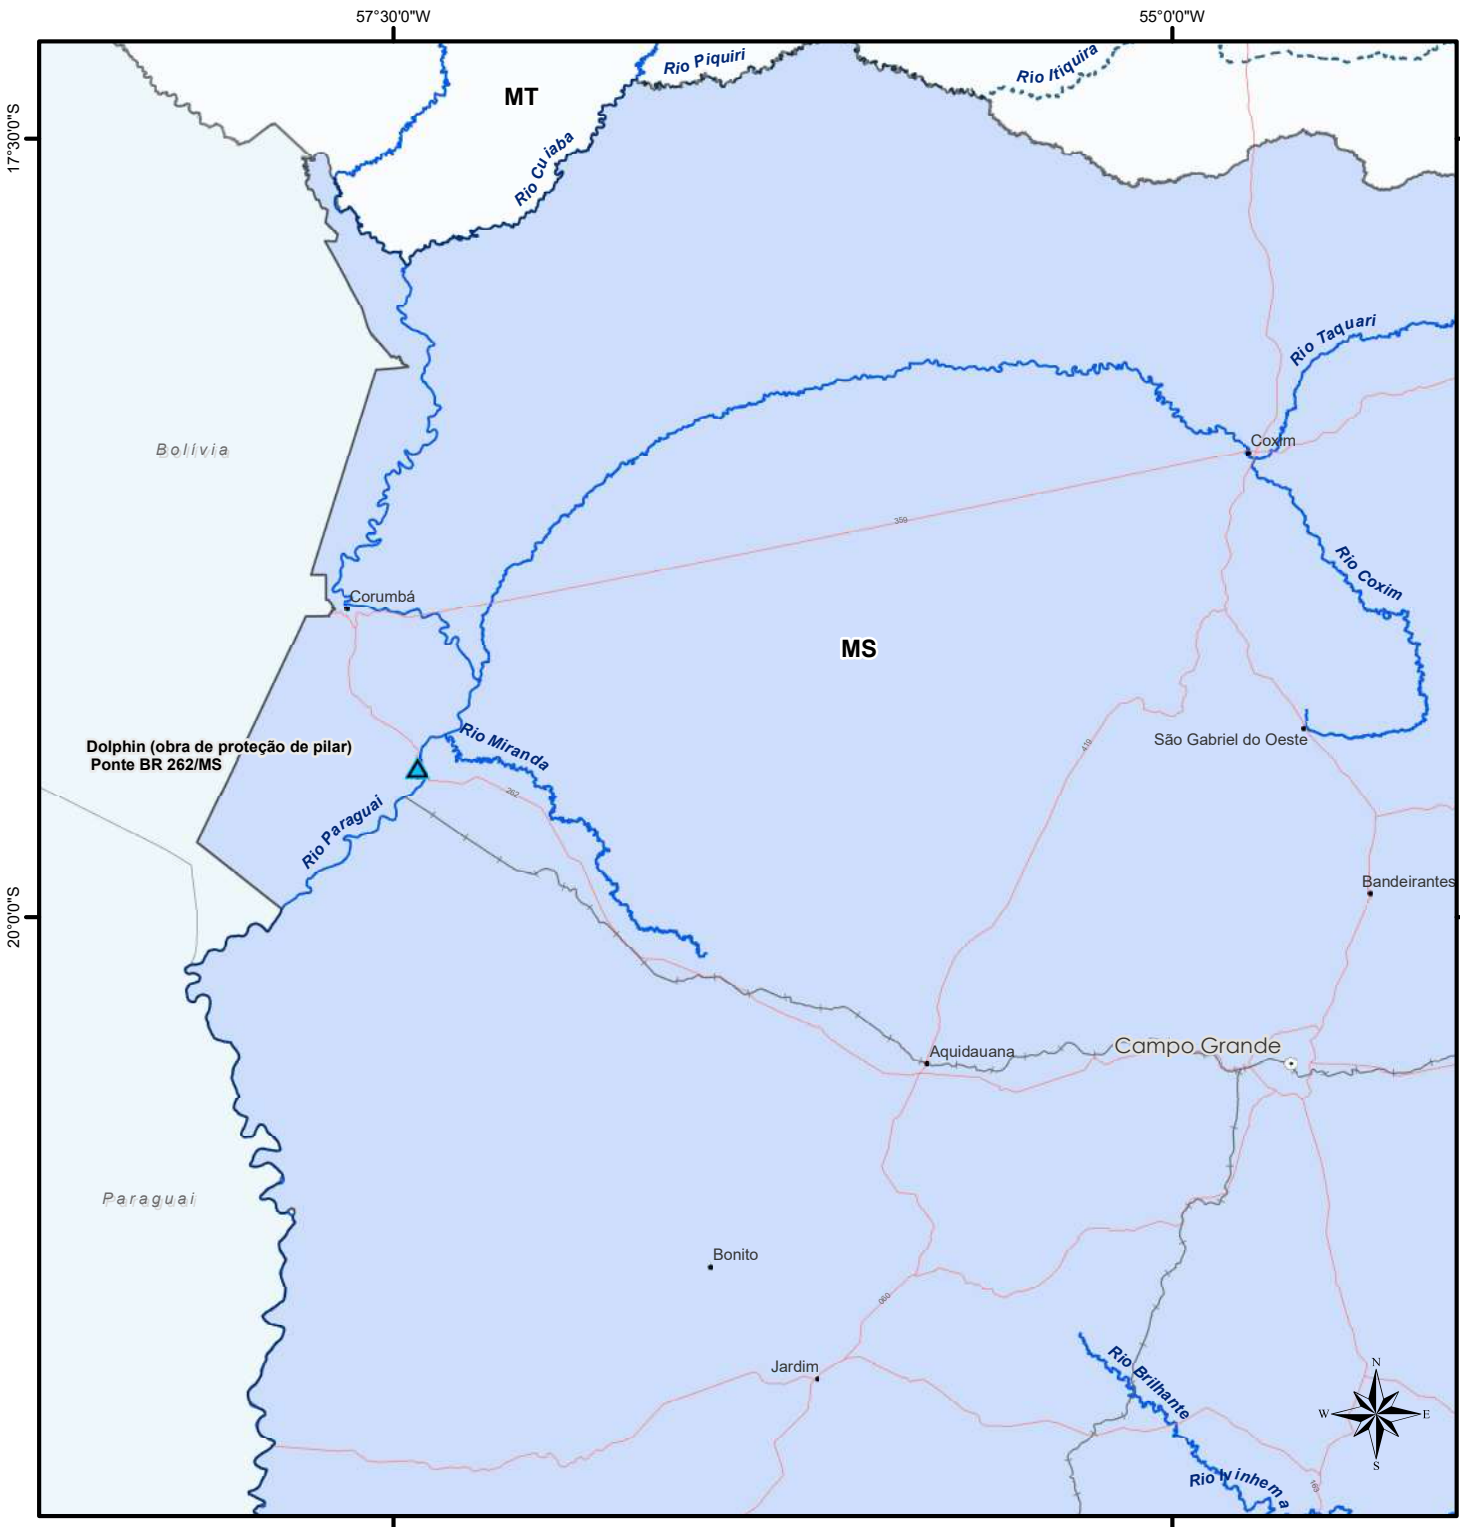 57°30'0"W
55°0'0"W
Rio Piquiri
Rio Itiquira
MT
17°30'0"S
Rio Cuiaba
Rio Taquari
Bolívia
Coxim
359
Rio Coxim
Corumbá
MS
Rio Miranda
Dolphin (obra de proteção de pilar)
Ponte BR 262/MS
São Gabriel do Oeste
419
262
Rio Paraguai
Bandeirantes
20°0'0"S
Aquidauana
Campo Grande
Paraguai
Bonito
060
Jardim
Rio Brilhante
N
W
E
S
Rio Ivinhema
163